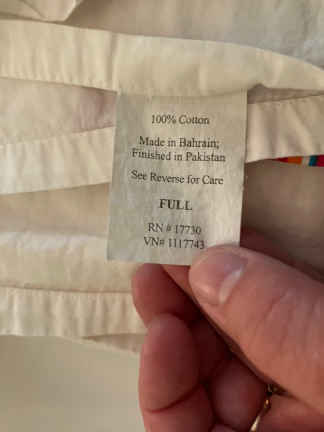 100% Cotton
Made in Bahrain;
Finished in Pakistan
See Reverse for Care
FULL
RN # 17730
VN# 1117743